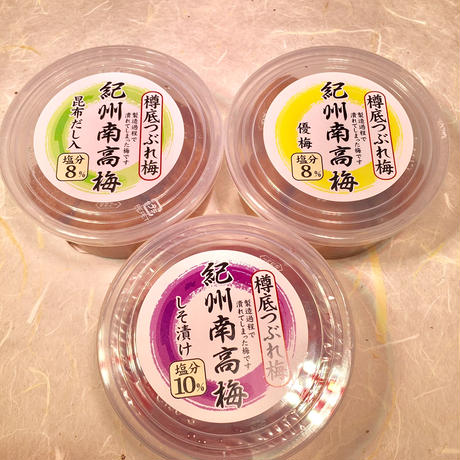 樽底つぶれ梅
製造過程で
潰れてしまった梅です
紀州南高梅
昆布だし入
塩分
8%
樽底つぶれ梅
製造過程で
潰れてしまった梅です
紀州南高梅
優梅
塩分
8%
樽底つぶれ梅
製造過程で
潰れてしまった梅です
紀州南高梅
しそ漬け
塩分
10%